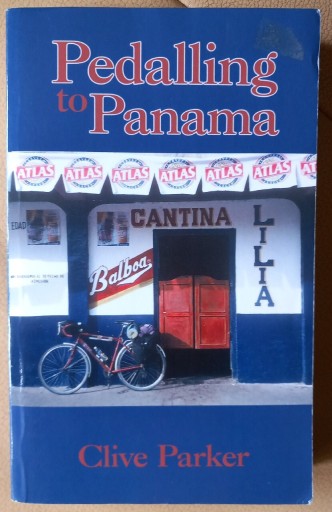 Pedalling
to Panama
ATLAS ATLAS ATLAS ATLAS ATLAS ATLAS ATLAS
CANTINA
LILIA
Balboa
Clive Parker